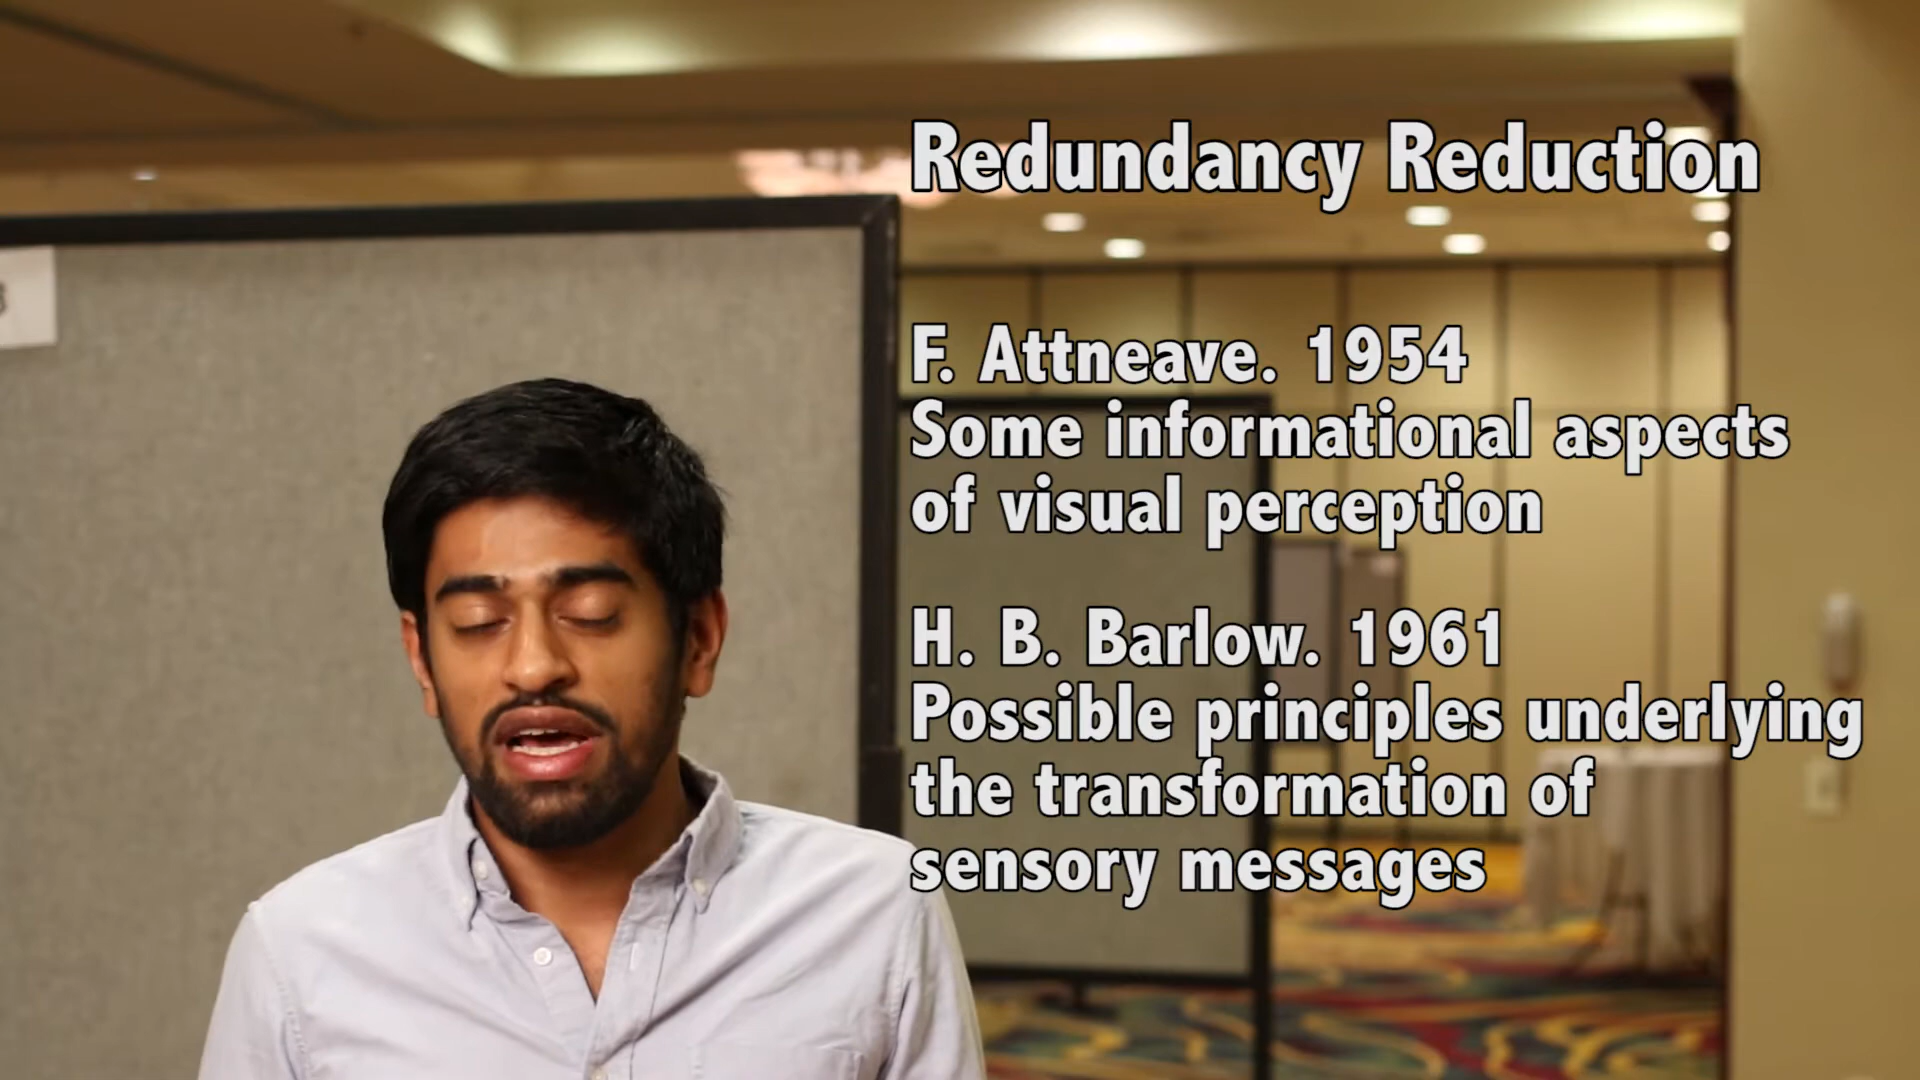 Redundancy Reduction
F. Attneave. 1954
Some informational aspects
of visual perception
H. B. Barlow. 1961
Possible principles underlying
the transformation of
sensory messages